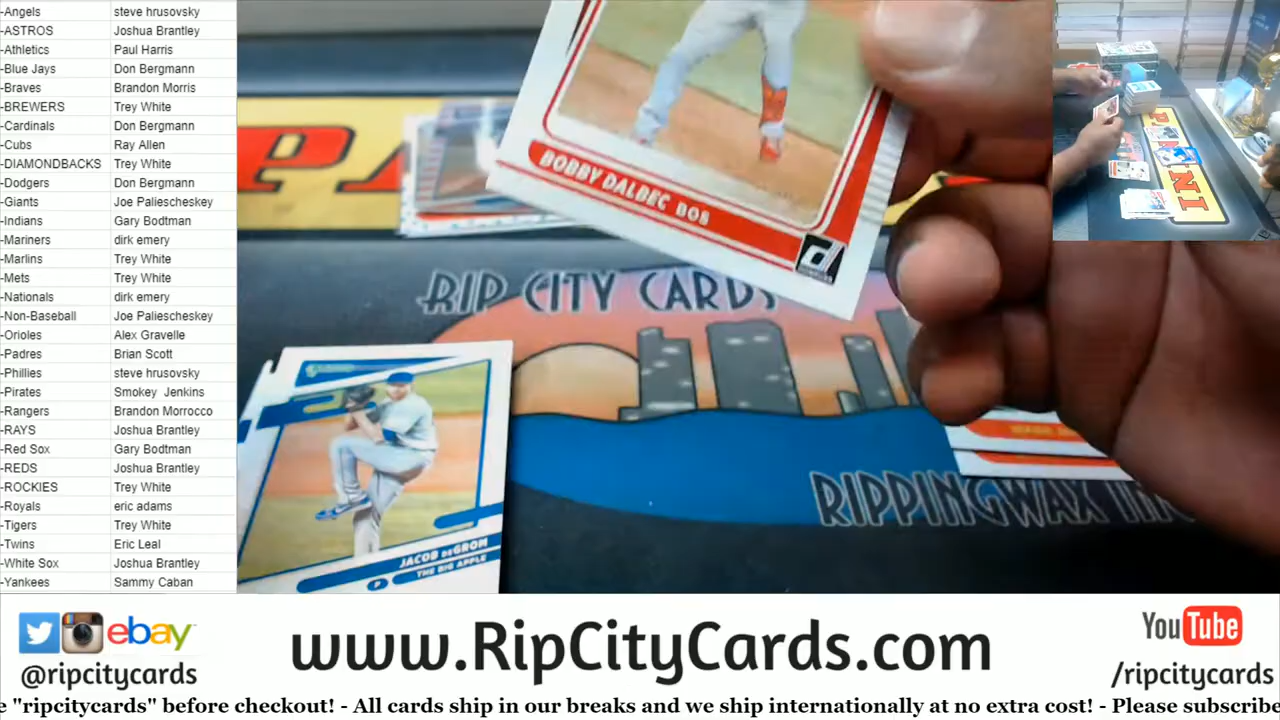 -Angels steve hrusovsky
-ASTROS Joshua Brantley
-Athletics Paul Harris
-Blue Jays Don Bergmann
-Braves Brandon Morris
-BREWERS Trey White
-Cardinals Don Bergmann
-Cubs Ray Allen
-DIAMONDBACKS Trey White
-Dodgers Don Bergmann
-Giants Joe Paliescheskey
-Indians Gary Bodtman
-Mariners dirk emery
-Marlins Trey White
-Mets Trey White
-Nationals dirk emery
-Non-Baseball Joe Paliescheskey
-Orioles Alex Gravelle
-Padres Brian Scott
-Phillies steve hrusovsky
-Pirates Smokey Jenkins
-Rangers Brandon Morrocco
-RAYS Joshua Brantley
-Red Sox Gary Bodtman
-REDS Joshua Brantley
-ROCKIES Trey White
-Royals eric adams
-Tigers Trey White
-Twins Eric Leal
-White Sox Joshua Brantley
-Yankees Sammy Caban
BOBBY DALBEC BOS
RIP CITY CARDS
RIPPINGWAX IN
JACOB deGROM
P THE BIG APPLE
PANINI
ebay
@ripcitycards
www.RipCityCards.com
YouTube
/ripcitycards
e "ripcitycards" before checkout! - All cards ship in our breaks and we ship internationally at no extra cost! - Please subscribe